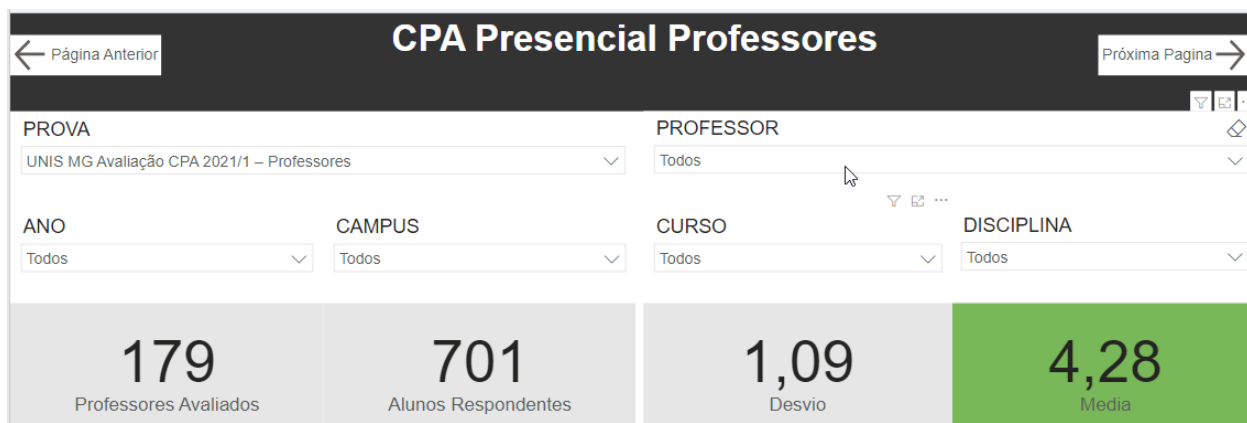 CPA Presencial Professores
Página Anterior
Próxima Pagina
PROVA
UNIS MG Avaliação CPA 2021/1 – Professores
PROFESSOR
Todos
ANO
Todos
CAMPUS
Todos
CURSO
Todos
DISCIPLINA
Todos
179
Professores Avaliados
701
Alunos Respondentes
1,09
Desvio
4,28
Media